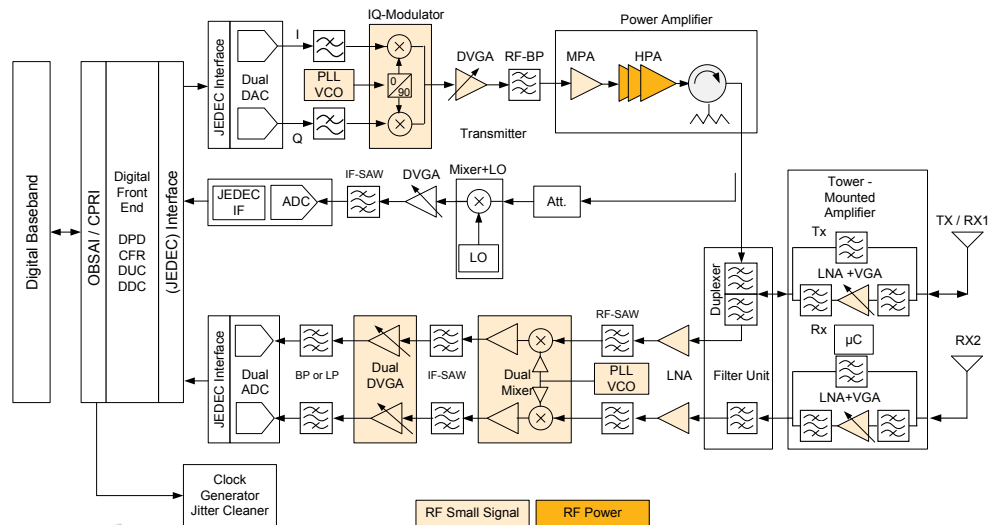 IQ-Modulator
Power Amplifier
JEDEC Interface
Dual
DAC
I
Q
PLL
VCO
0
90
DVGA
RF-BP
MPA
HPA
Transmitter
Digital Baseband
OBSAI / CPRI
Digital
Front
End
DPD
CFR
DUC
DDC
(JEDEC) Interface
JEDEC
IF
ADC
IF-SAW
DVGA
Mixer+LO
LO
Att.
Tower -
Mounted
Amplifier
Tx
LNA +VGA
Rx
µC
LNA+VGA
TX / RX1
RX2
Duplexer
Filter Unit
JEDEC Interface
Dual
ADC
BP or LP
Dual
DVGA
IF-SAW
Dual
Mixer
RF-SAW
PLL
VCO
LNA
Clock
Generator
Jitter Cleaner
RF Small Signal
RF Power